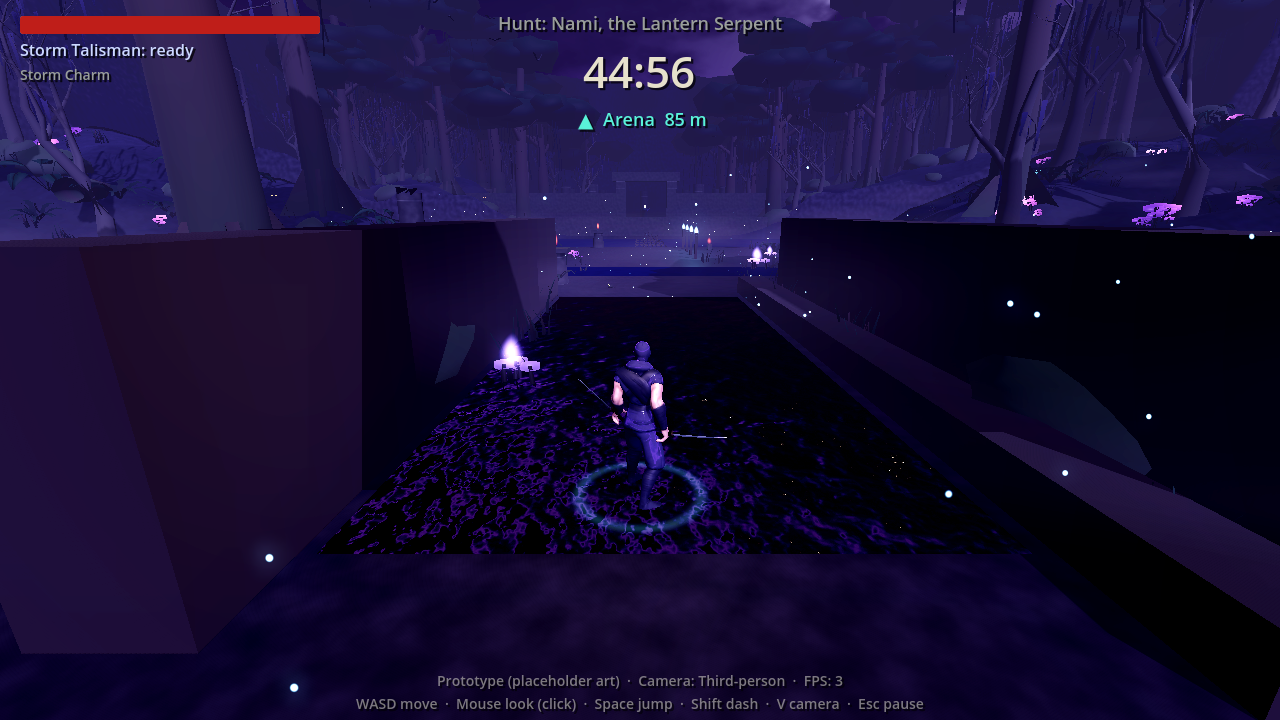 Hunt: Nami, the Lantern Serpent
Storm Talisman: ready
Storm Charm
44:56
▲ Arena 85 m
Prototype (placeholder art) · Camera: Third-person · FPS: 3
WASD move · Mouse look (click) · Space jump · Shift dash · V camera · Esc pause